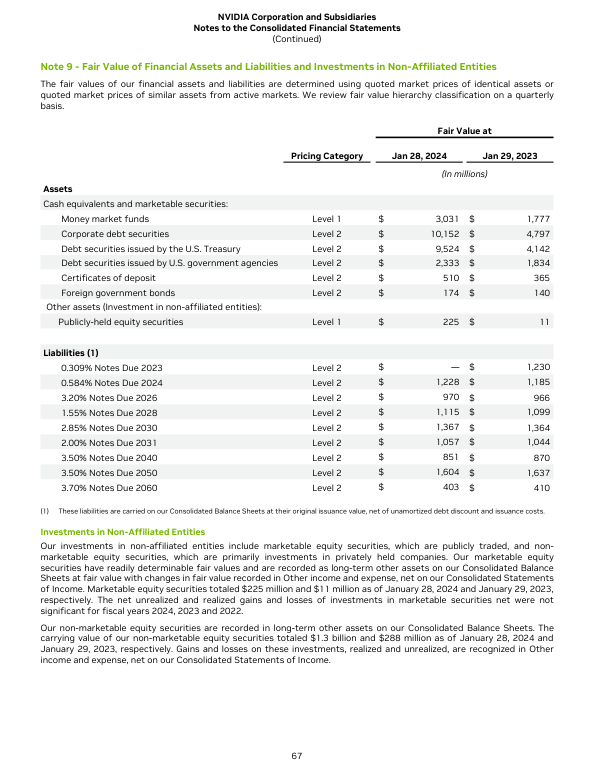 NVIDIA Corporation and Subsidiaries
Notes to the Consolidated Financial Statements
(Continued)
Note 9 - Fair Value of Financial Assets and Liabilities and Investments in Non-Affiliated Entities
The fair values of our financial assets and liabilities are determined using quoted market prices of identical assets or
quoted market prices of similar assets from active markets. We review fair value hierarchy classification on a quarterly
basis.
Fair Value at
Pricing Category Jan 28, 2024 Jan 29, 2023
(In millions)
Assets
Cash equivalents and marketable securities:
Money market funds Level 1 $ 3,031 $ 1,777
Corporate debt securities Level 2 $ 10,152 $ 4,797
Debt securities issued by the U.S. Treasury Level 2 $ 9,524 $ 4,142
Debt securities issued by U.S. government agencies Level 2 $ 2,333 $ 1,834
Certificates of deposit Level 2 $ 510 $ 365
Foreign government bonds Level 2 $ 174 $ 140
Other assets (Investment in non-affiliated entities):
Publicly-held equity securities Level 1 $ 225 $ 11
Liabilities (1)
0.309% Notes Due 2023 Level 2 $ — $ 1,230
0.584% Notes Due 2024 Level 2 $ 1,228 $ 1,185
3.20% Notes Due 2026 Level 2 $ 970 $ 966
1.55% Notes Due 2028 Level 2 $ 1,115 $ 1,099
2.85% Notes Due 2030 Level 2 $ 1,367 $ 1,364
2.00% Notes Due 2031 Level 2 $ 1,057 $ 1,044
3.50% Notes Due 2040 Level 2 $ 851 $ 870
3.50% Notes Due 2050 Level 2 $ 1,604 $ 1,637
3.70% Notes Due 2060 Level 2 $ 403 $ 410
(1) These liabilities are carried on our Consolidated Balance Sheets at their original issuance value, net of unamortized debt discount and issuance costs.
Investments in Non-Affiliated Entities
Our investments in non-affiliated entities include marketable equity securities, which are publicly traded, and non-
marketable equity securities, which are primarily investments in privately held companies. Our marketable equity
securities have readily determinable fair values and are recorded as long-term other assets on our Consolidated Balance
Sheets at fair value with changes in fair value recorded in Other income and expense, net on our Consolidated Statements
of Income. Marketable equity securities totaled $225 million and $11 million as of January 28, 2024 and January 29, 2023,
respectively. The net unrealized and realized gains and losses of investments in marketable securities net were not
significant for fiscal years 2024, 2023 and 2022.
Our non-marketable equity securities are recorded in long-term other assets on our Consolidated Balance Sheets. The
carrying value of our non-marketable equity securities totaled $1.3 billion and $288 million as of January 28, 2024 and
January 29, 2023, respectively. Gains and losses on these investments, realized and unrealized, are recognized in Other
income and expense, net on our Consolidated Statements of Income.
67